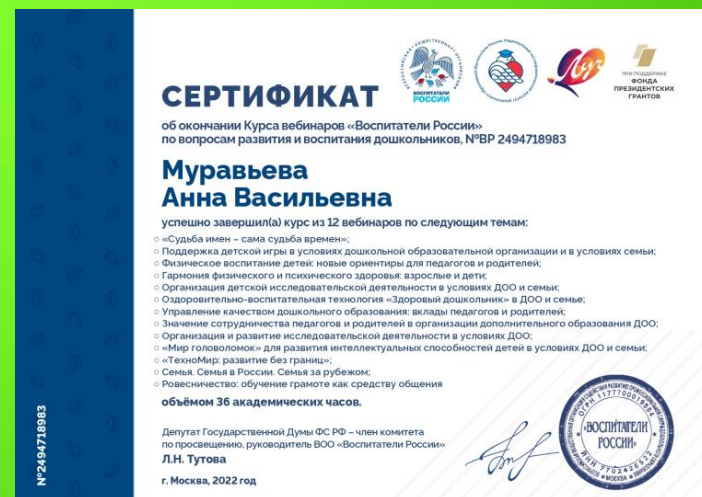 ВОСПИТАТЕЛИ
РОССИИ
Луч
ПРИ ПОДДЕРЖКЕ
ФОНДА
ПРЕЗИДЕНТСКИХ
ГРАНТОВ
СЕРТИФИКАТ
об окончании Курса вебинаров «Воспитатели России»
по вопросам развития и воспитания дошкольников, №ВР 2494718983
Муравьева
Анна Васильевна
успешно завершил(а) курс из 12 вебинаров по следующим темам:
○ «Судьба имен – сама судьба времен»;
○ Поддержка детской игры в условиях дошкольной образовательной организации и в условиях семьи;
○ Физическое воспитание детей: новые ориентиры для педагогов и родителей;
○ Гармония физического и психического здоровья: взрослые и дети;
○ Организация детской исследовательской деятельности в условиях ДОО и семьи;
○ Оздоровительно-воспитательная технология «Здоровый дошкольник» в ДОО и семье;
○ Управление качеством дошкольного образования: вклады педагогов и родителей;
○ Значение сотрудничества педагогов и родителей в организации дополнительного образования ДОО;
○ Организация и развитие исследовательской деятельности в условиях ДОО;
○ «Мир головоломок» для развития интеллектуальных способностей детей в условиях ДОО и семьи;
○ «ТехноМир: развитие без границ»;
○ Семья. Семья в России. Семья за рубежом;
○ Ровесничество: обучение грамоте как средству общения
объёмом 36 академических часов.
Депутат Государственной Думы ФС РФ – член комитета
по просвещению, руководитель ВОО «Воспитатели России»
Л.Н. Тутова
г. Москва, 2022 год
№2494718983
«ВОСПИТАТЕЛИ
РОССИИ»
МОСКВА